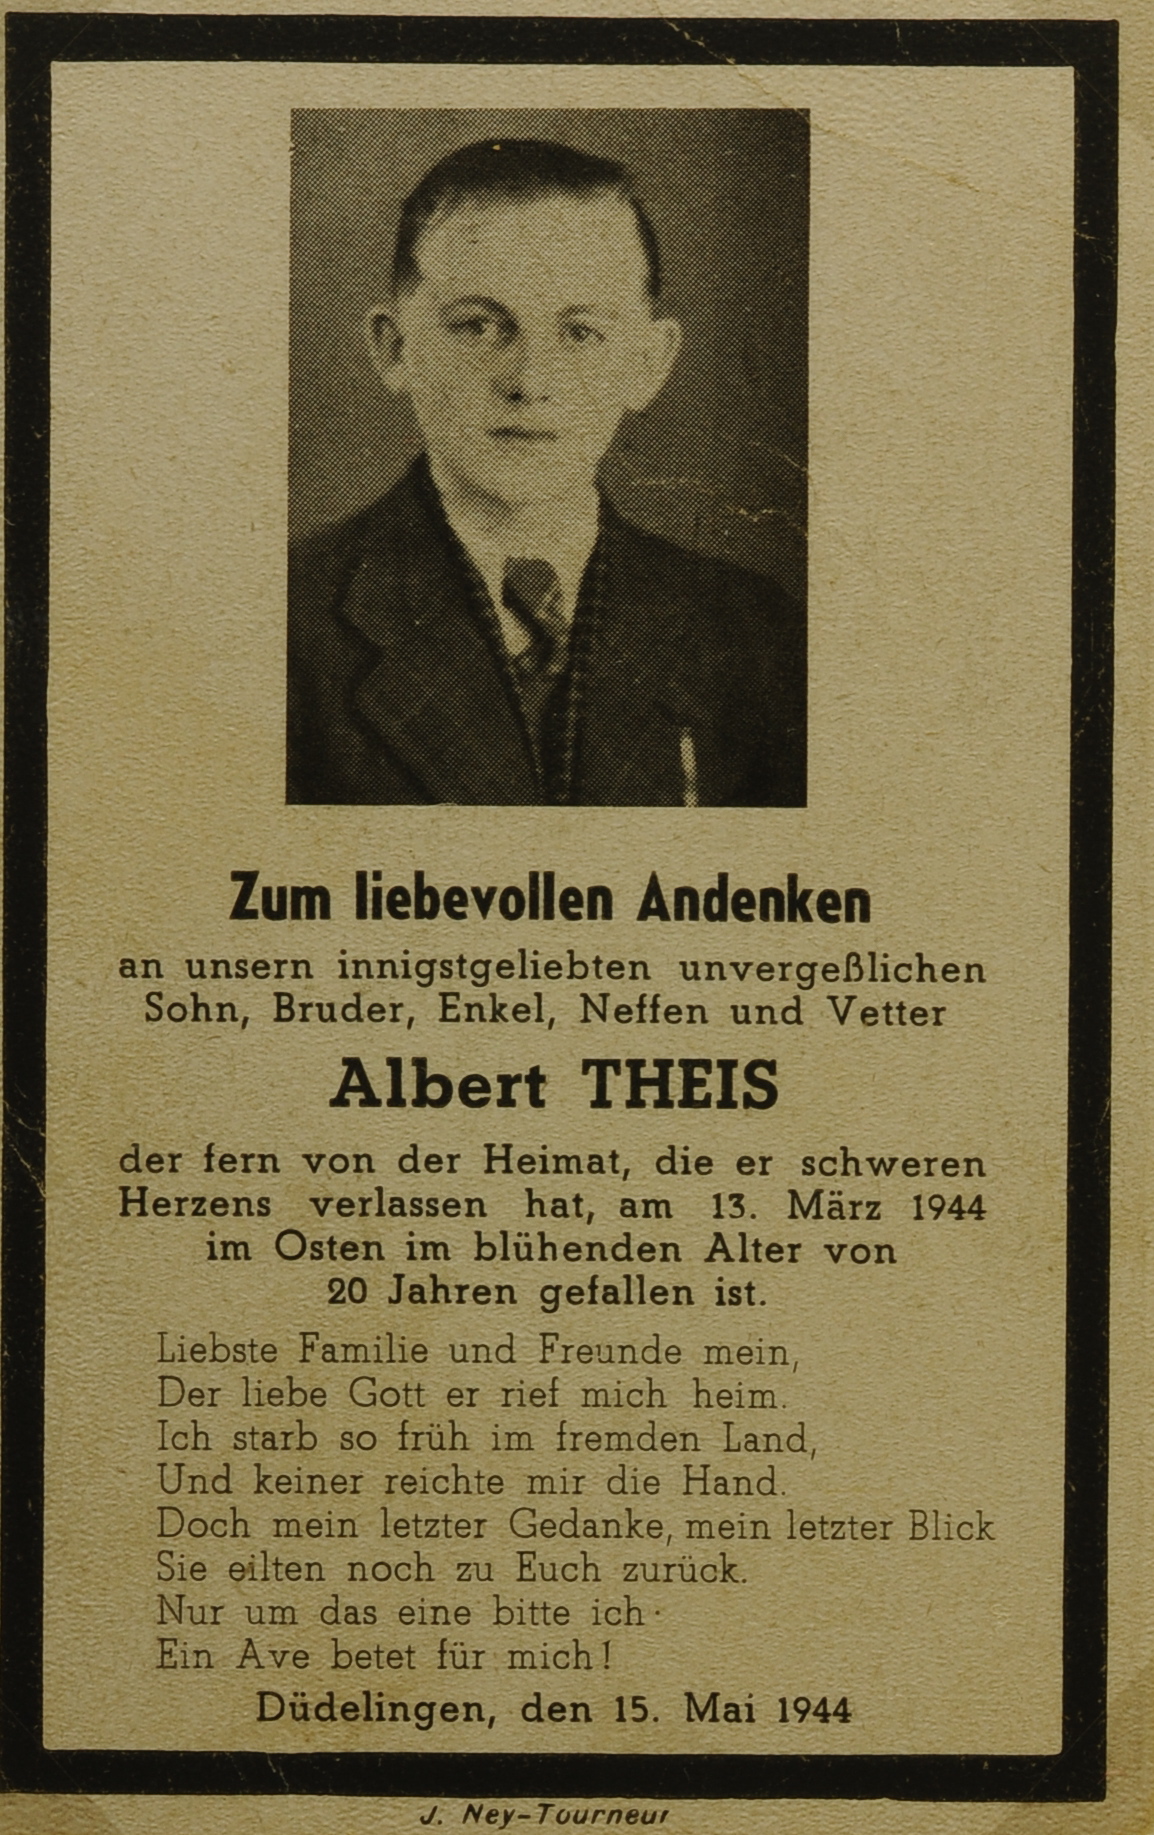 Zum liebevollen Andenken
an unsern innigstgeliebten unvergeßlichen
Sohn, Bruder, Enkel, Neffen und Vetter
Albert THEIS
der fern von der Heimat, die er schweren
Herzens verlassen hat, am 13. März 1944
im Osten im blühenden Alter von
20 Jahren gefallen ist.
Liebste Familie und Freunde mein,
Der liebe Gott er rief mich heim.
Ich starb so früh im fremden Land,
Und keiner reichte mir die Hand.
Doch mein letzter Gedanke, mein letzter Blick
Sie eilten noch zu Euch zurück.
Nur um das eine bitte ich·
Ein Ave betet für mich!
Düdelingen, den 15. Mai 1944
J. Ney-Tourneur